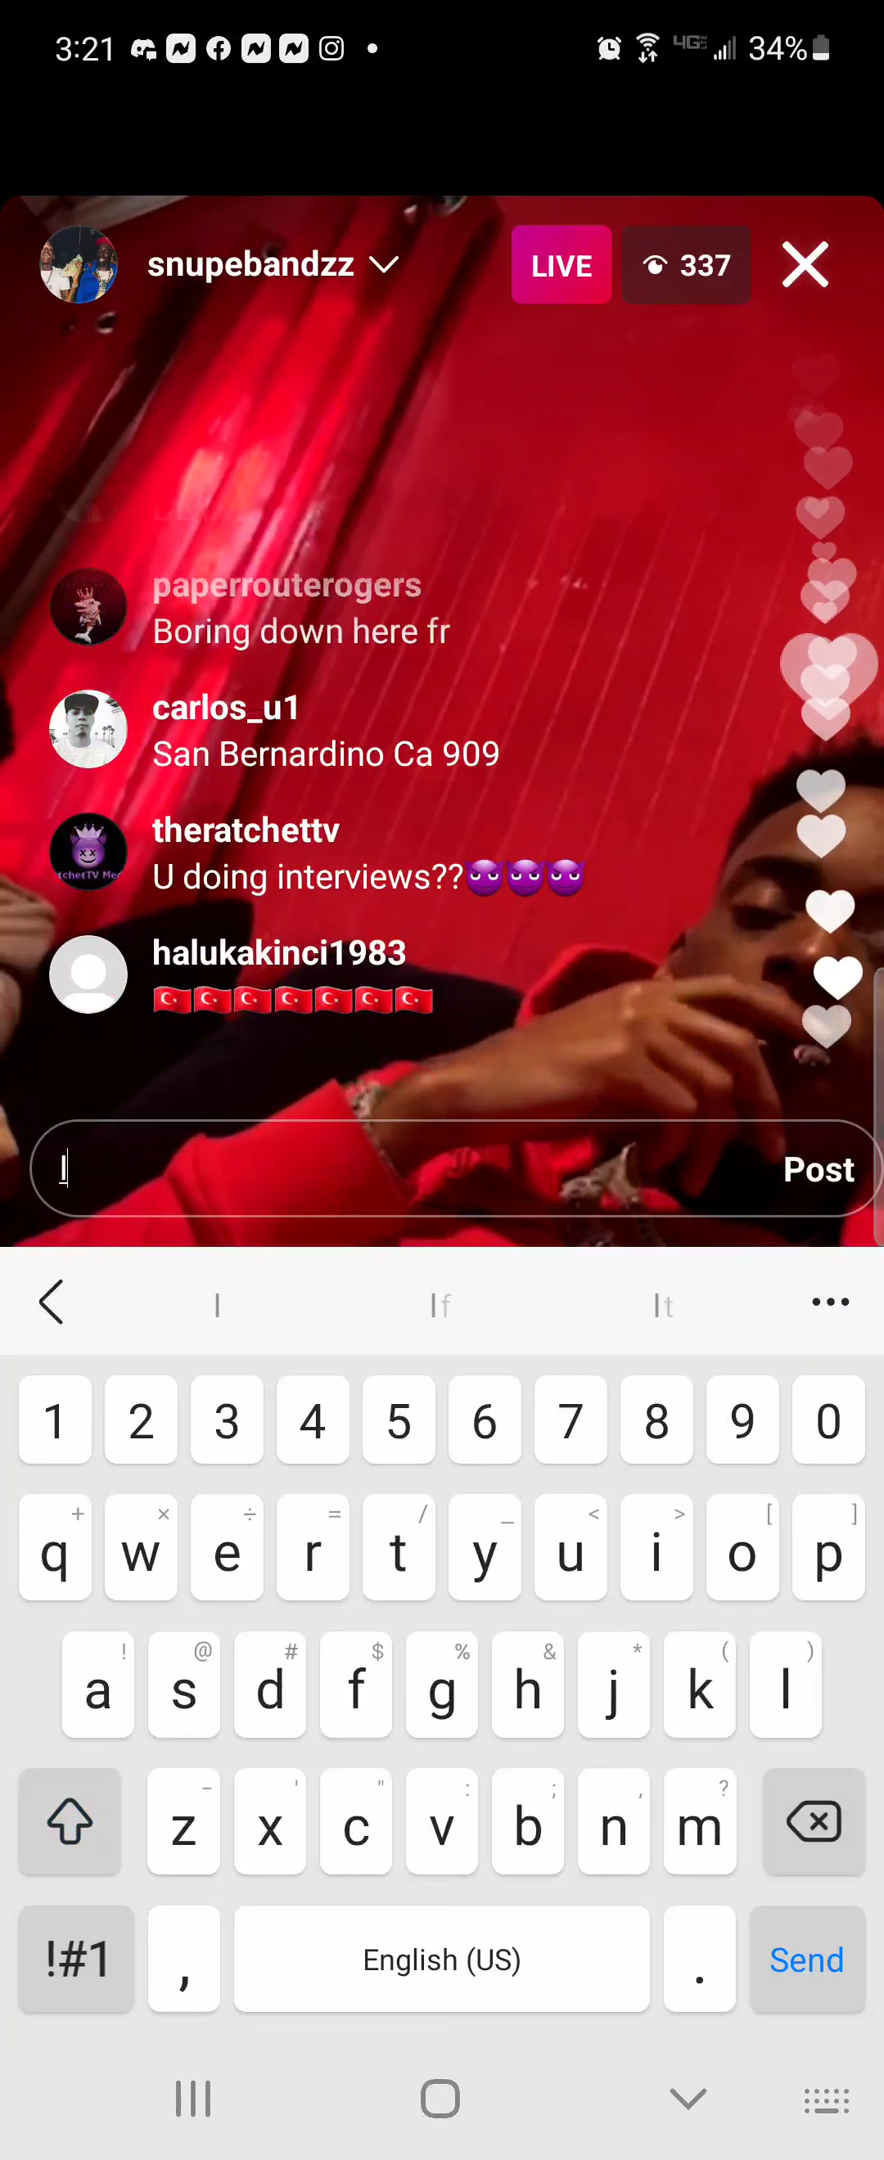 3:21
4GE 34%
snupebandzz LIVE 337
paperrouterogers
Boring down here fr
carlos_u1
San Bernardino Ca 909
theratchettv
U doing interviews??😈😈😈
halukakinci1983
🇹🇷🇹🇷🇹🇷🇹🇷🇹🇷🇹🇷🇹🇷
I Post
I If It
1 2 3 4 5 6 7 8 9 0
+ × ÷ = / _ < > [ ]
q w e r t y u i o p
! @ # $ % & * ( )
a s d f g h j k l
- ' " : ; , ?
z x c v b n m
!#1 , English (US) . Send